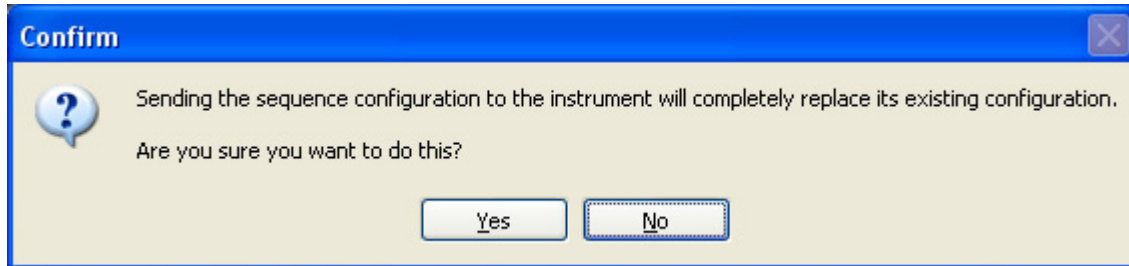 Confirm
Sending the sequence configuration to the instrument will completely replace its existing configuration.
Are you sure you want to do this?
Yes No